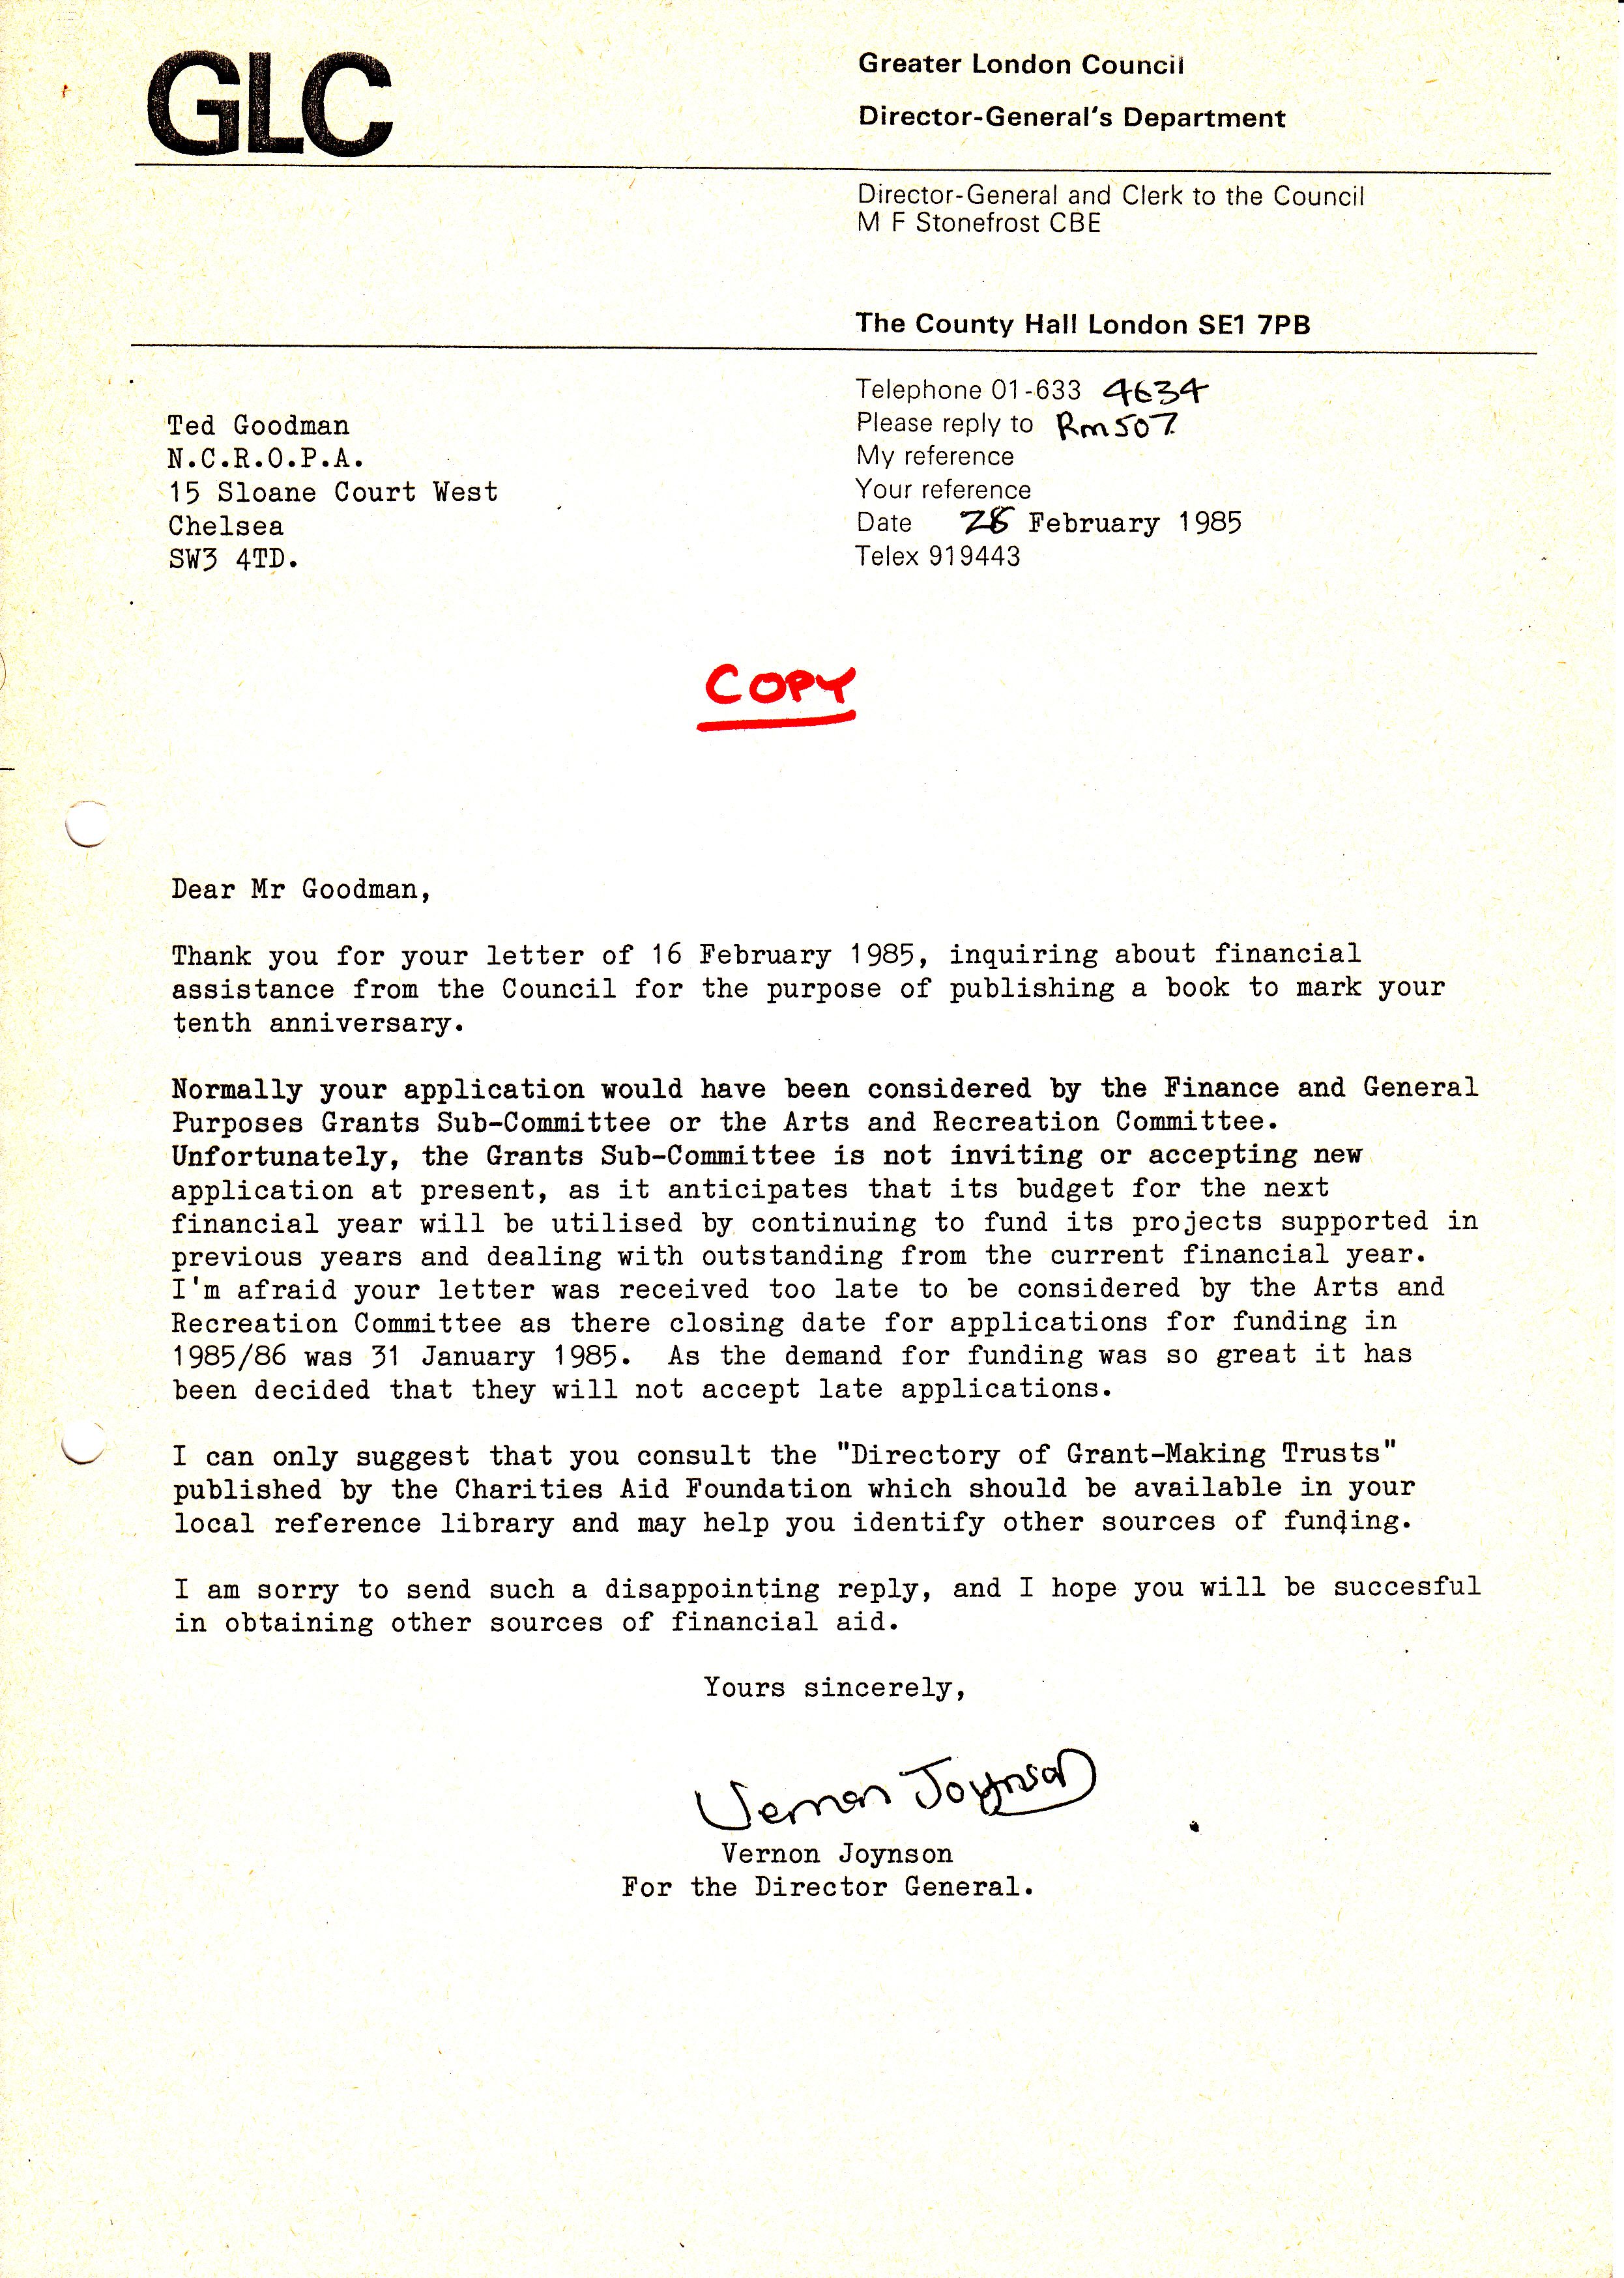 GLC
Greater London Council
Director-General's Department
Director-General and Clerk to the Council
M F Stonefrost CBE
The County Hall London SE1 7PB
Telephone 01-633 4634
Please reply to Rm 507
My reference
Your reference
Date 28 February 1985
Telex 919443
Ted Goodman
N.C.R.O.P.A.
15 Sloane Court West
Chelsea
SW3 4TD.
COPY
Dear Mr Goodman,
Thank you for your letter of 16 February 1985, inquiring about financial
assistance from the Council for the purpose of publishing a book to mark your
tenth anniversary.
Normally your application would have been considered by the Finance and General
Purposes Grants Sub-Committee or the Arts and Recreation Committee.
Unfortunately, the Grants Sub-Committee is not inviting or accepting new
application at present, as it anticipates that its budget for the next
financial year will be utilised by continuing to fund its projects supported in
previous years and dealing with outstanding from the current financial year.
I'm afraid your letter was received too late to be considered by the Arts and
Recreation Committee as there closing date for applications for funding in
1985/86 was 31 January 1985. As the demand for funding was so great it has
been decided that they will not accept late applications.
I can only suggest that you consult the "Directory of Grant-Making Trusts"
published by the Charities Aid Foundation which should be available in your
local reference library and may help you identify other sources of funding.
I am sorry to send such a disappointing reply, and I hope you will be succesful
in obtaining other sources of financial aid.
Yours sincerely,
Vernon Joynson
Vernon Joynson
For the Director General.